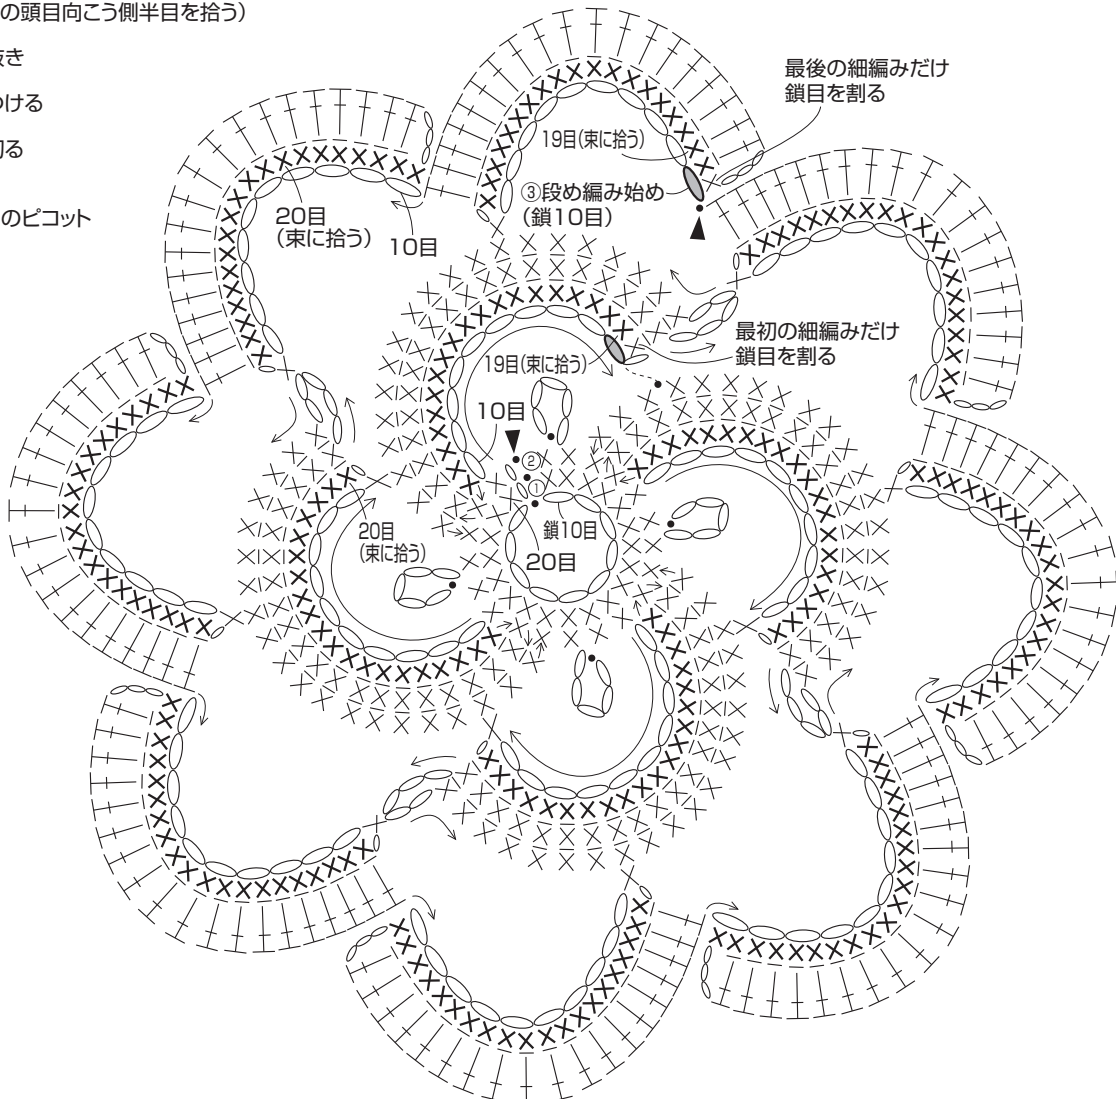 の頭目向こう側半目を拾う)
抜き
つける
切る
のピコット
最後の細編みだけ
鎖目を割る
19目(束に拾う)
③段め編み始め
(鎖10目)
20目
(束に拾う)
10目
最初の細編みだけ
鎖目を割る
19目(束に拾う)
10目
②
①
鎖10目
20目
20目
(束に拾う)